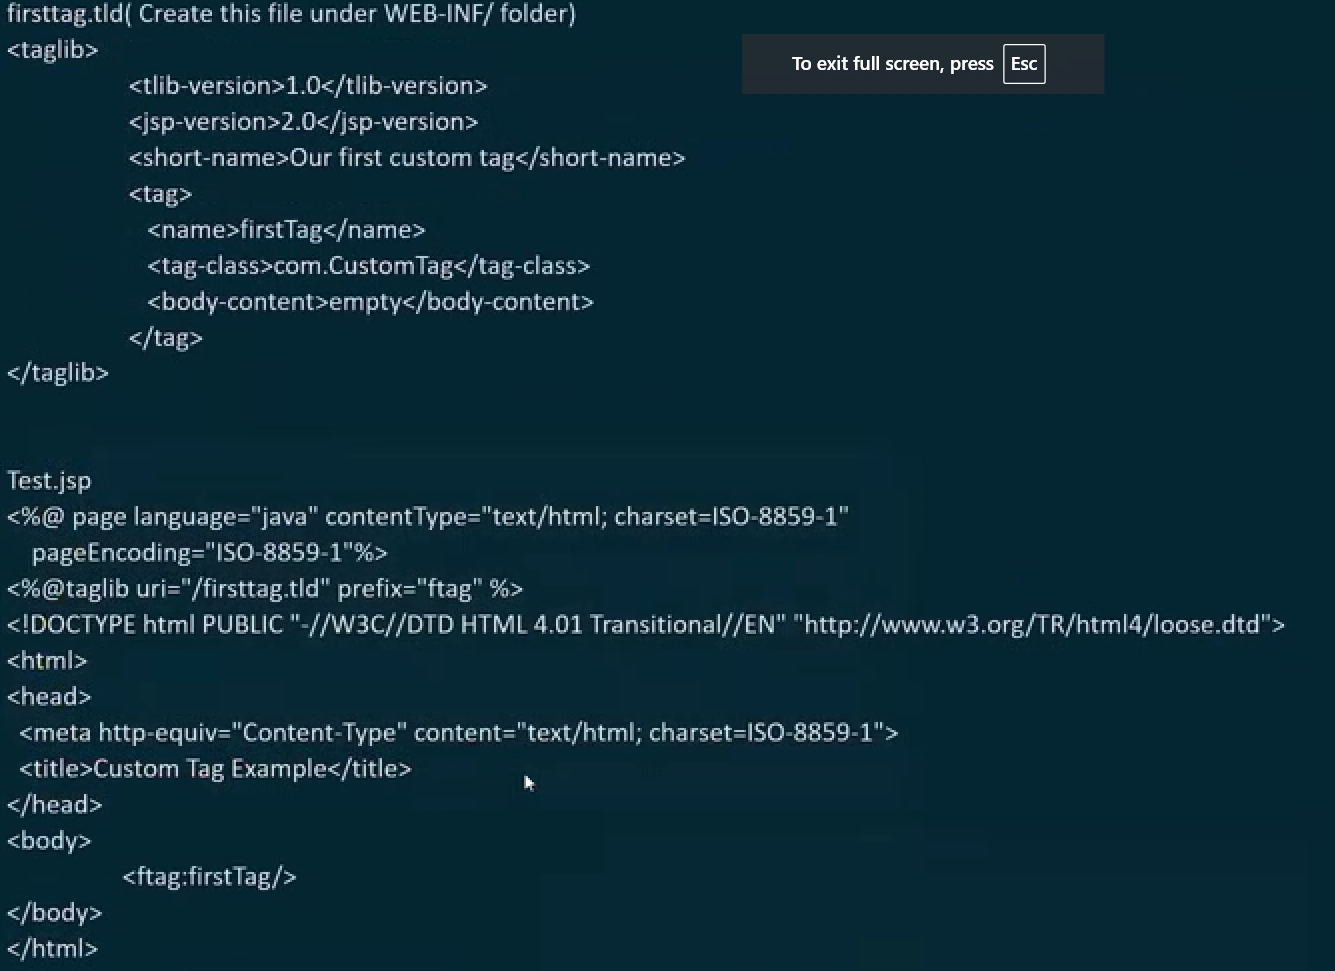 firsttag.tld( Create this file under WEB-INF/ folder)
<taglib>
To exit full screen, press Esc
<tlib-version>1.0</tlib-version>
<jsp-version>2.0</jsp-version>
<short-name>Our first custom tag</short-name>
<tag>
<name>firstTag</name>
<tag-class>com.CustomTag</tag-class>
<body-content>empty</body-content>
</tag>
</taglib>
Test.jsp
<%@ page language="java" contentType="text/html; charset=ISO-8859-1"
pageEncoding="ISO-8859-1"%>
<%@taglib uri="/firsttag.tld" prefix="ftag" %>
<!DOCTYPE html PUBLIC "-//W3C//DTD HTML 4.01 Transitional//EN" "http://www.w3.org/TR/html4/loose.dtd">
<html>
<head>
<meta http-equiv="Content-Type" content="text/html; charset=ISO-8859-1">
<title>Custom Tag Example</title>
</head>
<body>
<ftag:firstTag/>
</body>
</html>